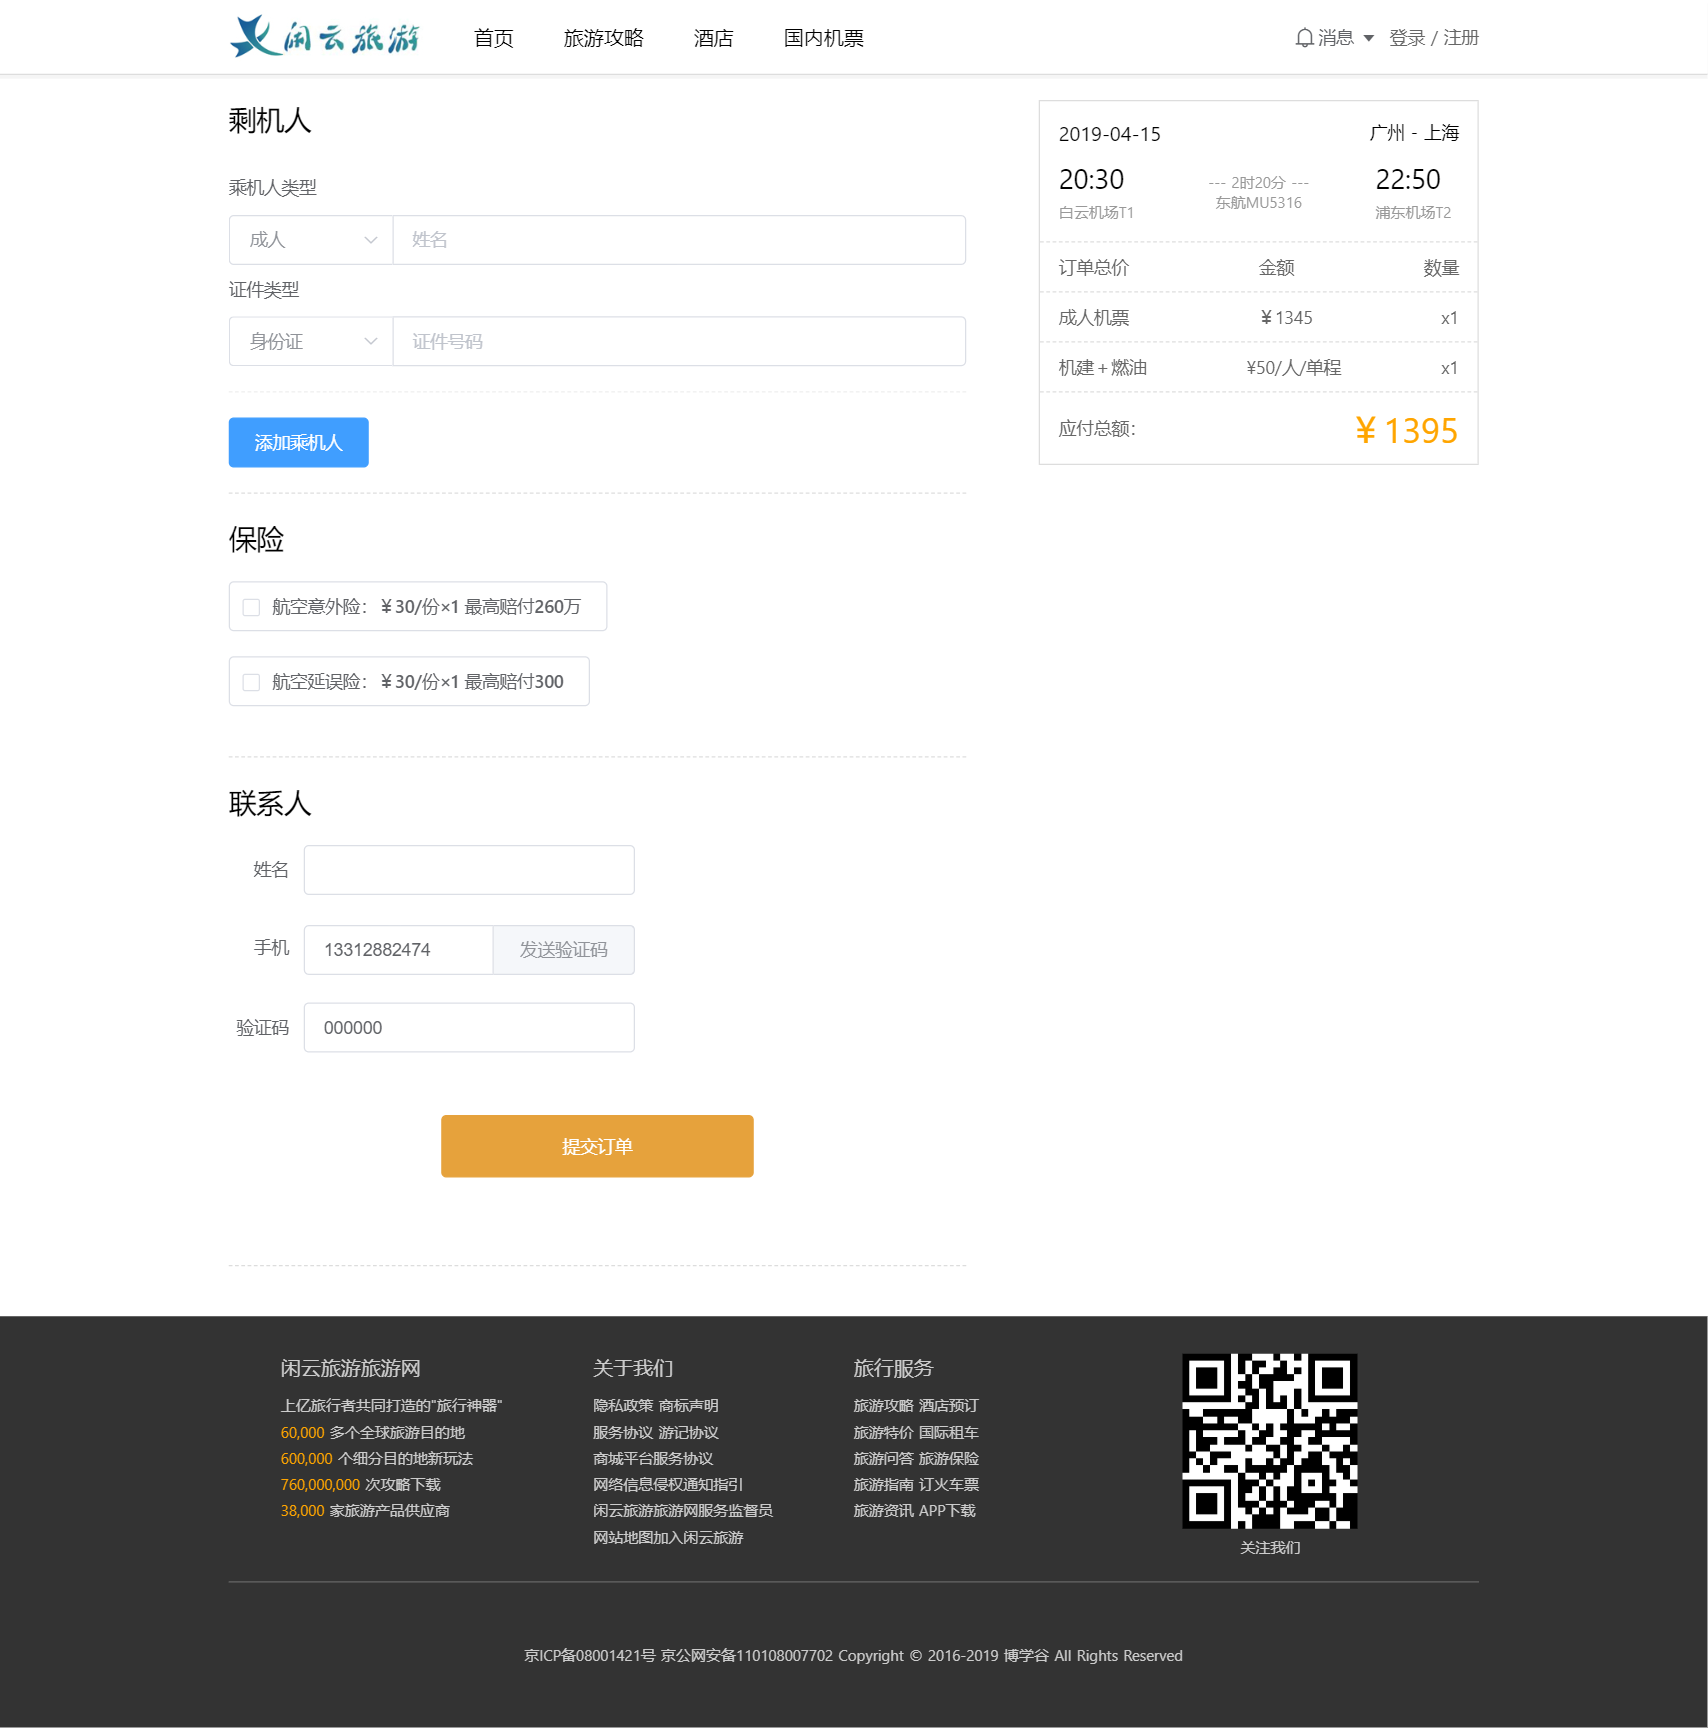 闲云旅游 首页 旅游攻略 酒店 国内机票 消息 登录 / 注册
剩机人
乘机人类型
成人 姓名
证件类型
身份证 证件号码
添加乘机人
保险
航空意外险：￥30/份×1 最高赔付260万
航空延误险：￥30/份×1 最高赔付300
联系人
姓名
手机 13312882474 发送验证码
验证码 000000
提交订单
2019-04-15 广州 - 上海
20:30 --- 2时20分 --- 22:50
白云机场T1 东航MU5316 浦东机场T2
订单总价 金额 数量
成人机票 ￥1345 x1
机建＋燃油 ¥50/人/单程 x1
应付总额： ￥1395
闲云旅游旅游网
上亿旅行者共同打造的"旅行神器"
60,000 多个全球旅游目的地
600,000 个细分目的地新玩法
760,000,000 次攻略下载
38,000 家旅游产品供应商
关于我们
隐私政策 商标声明
服务协议 游记协议
商城平台服务协议
网络信息侵权通知指引
闲云旅游旅游网服务监督员
网站地图加入闲云旅游
旅行服务
旅游攻略 酒店预订
旅游特价 国际租车
旅游问答 旅游保险
旅游指南 订火车票
旅游资讯 APP下载
关注我们
京ICP备08001421号 京公网安备110108007702 Copyright © 2016-2019 博学谷 All Rights Reserved